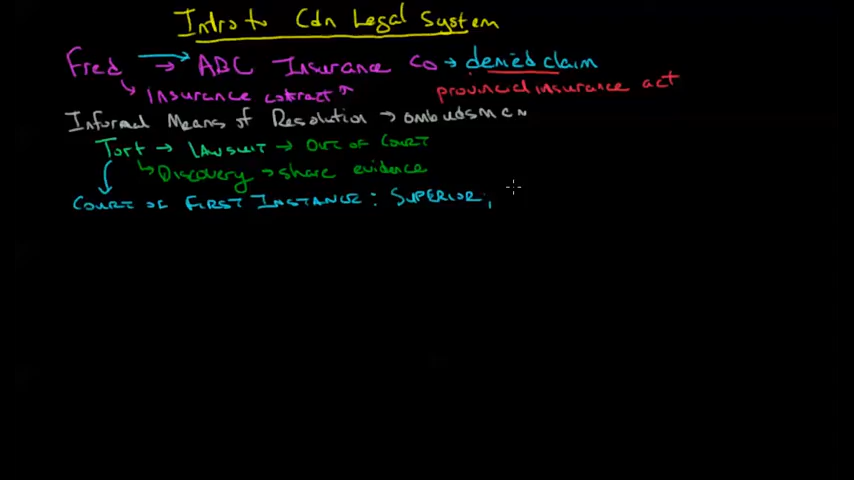 Intro to Cdn Legal System
Fred → ABC Insurance Co → denied claim
↳ Insurance contract provincial insurance act
Informal Means of Resolution → ombudsmen
Tort → LAWSUIT → OUT OF COURT
↳ Discovery → share evidence
COURT OF FIRST INSTANCE: SUPERIOR,